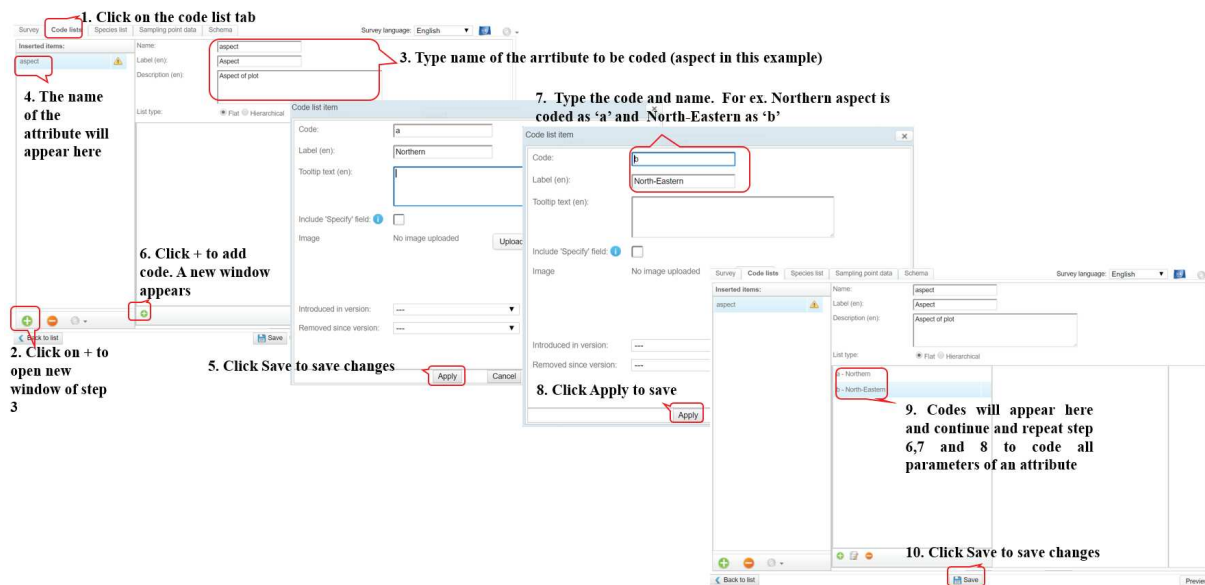 1. Click on the code list tab
Survey
Code lists
Species list
Sampling point data
Schema
Survey language: English
Inserted items:
aspect
Name:
aspect
Label (en):
Aspect
Description (en):
Aspect of plot
List type:
Flat
Hierarchical
3. Type name of the arrtibute to be coded (aspect in this example)
4. The name
of the
attribute will
appear here
6. Click + to add
code. A new window
appears
Back to list
Save
2. Click on + to
open new
window of step
3
Code list item
Code:
a
Label (en):
Northern
Tooltip text (en):
Include 'Specify' field:
Image
No image uploaded
Introduced in version:
---
Removed since version:
---
Apply
Cancel
5. Click Save to save changes
7. Type the code and name. For ex. Northern aspect is
coded as ‘a’ and North-Eastern as ‘b’
Code list item
Code:
b
Label (en):
North-Eastern
Tooltip text (en):
Include 'Specify' field:
Image
No image uploaded
Introduced in version:
---
Removed since version:
---
8. Click Apply to save
Apply
Survey
Code lists
Species list
Sampling point data
Schema
Survey language: English
Inserted items:
aspect
Name:
aspect
Label (en):
Aspect
Description (en):
Aspect of plot
List type:
Flat
Hierarchical
a - Northern
b - North-Eastern
9. Codes will appear here
and continue and repeat step
6,7 and 8 to code all
parameters of an attribute
10. Click Save to save changes
Back to list
Save